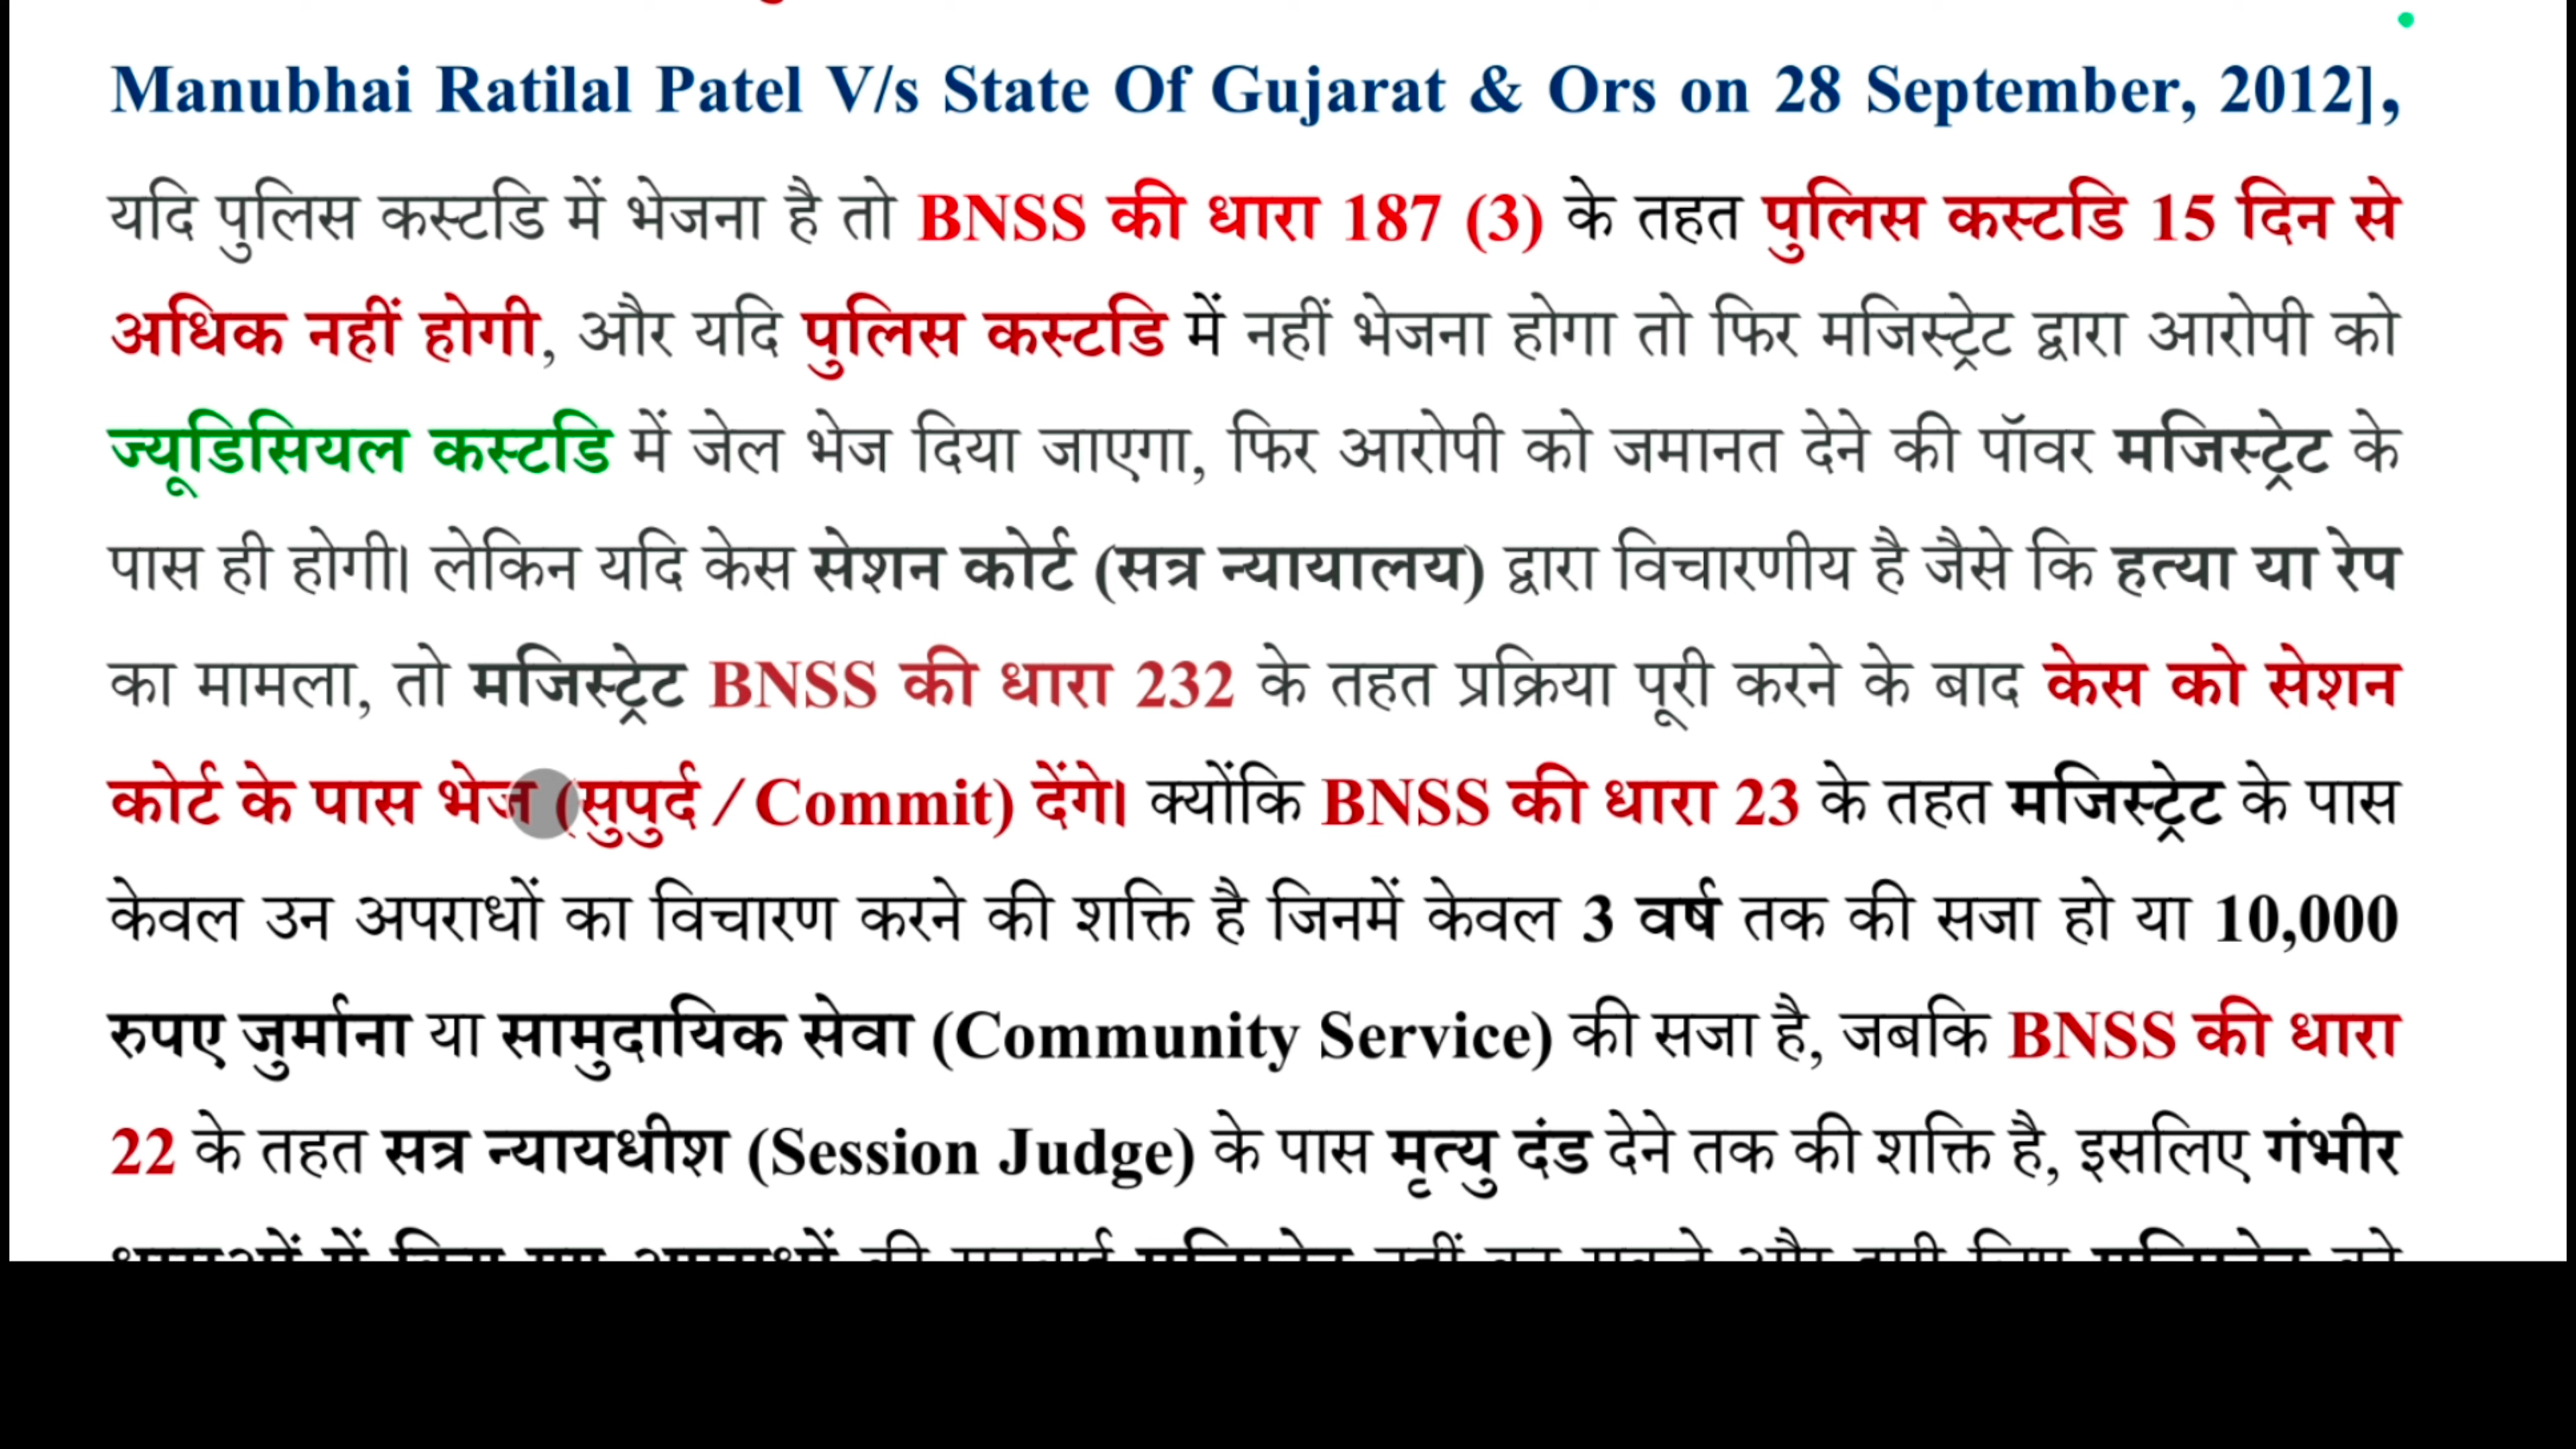 Manubhai Ratilal Patel V/s State Of Gujarat & Ors on 28 September, 2012],
यदि पुलिस कस्टडि में भेजना है तो BNSS की धारा 187 (3) के तहत पुलिस कस्टडि 15 दिन से
अधिक नहीं होगी, और यदि पुलिस कस्टडि में नहीं भेजना होगा तो फिर मजिस्ट्रेट द्वारा आरोपी को
ज्यूडिसियल कस्टडि में जेल भेज दिया जाएगा, फिर आरोपी को जमानत देने की पॉवर मजिस्ट्रेट के
पास ही होगी। लेकिन यदि केस सेशन कोर्ट (सत्र न्यायालय) द्वारा विचारणीय है जैसे कि हत्या या रेप
का मामला, तो मजिस्ट्रेट BNSS की धारा 232 के तहत प्रक्रिया पूरी करने के बाद केस को सेशन
कोर्ट के पास भेज (सुपुर्द / Commit) देंगे। क्योंकि BNSS की धारा 23 के तहत मजिस्ट्रेट के पास
केवल उन अपराधों का विचारण करने की शक्ति है जिनमें केवल 3 वर्ष तक की सजा हो या 10,000
रुपए जुर्माना या सामुदायिक सेवा (Community Service) की सजा है, जबकि BNSS की धारा
22 के तहत सत्र न्यायधीश (Session Judge) के पास मृत्यु दंड देने तक की शक्ति है, इसलिए गंभीर